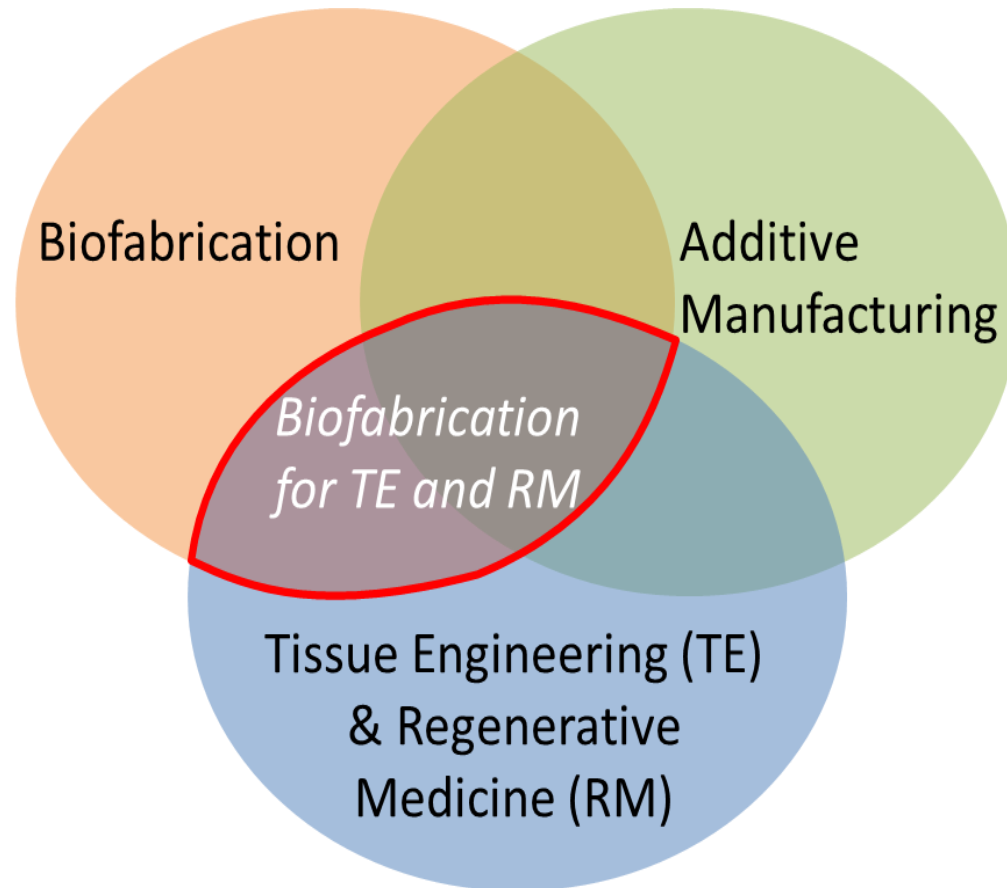 Biofabrication
Additive
Manufacturing
Biofabrication
for TE and RM
Tissue Engineering (TE)
& Regenerative
Medicine (RM)